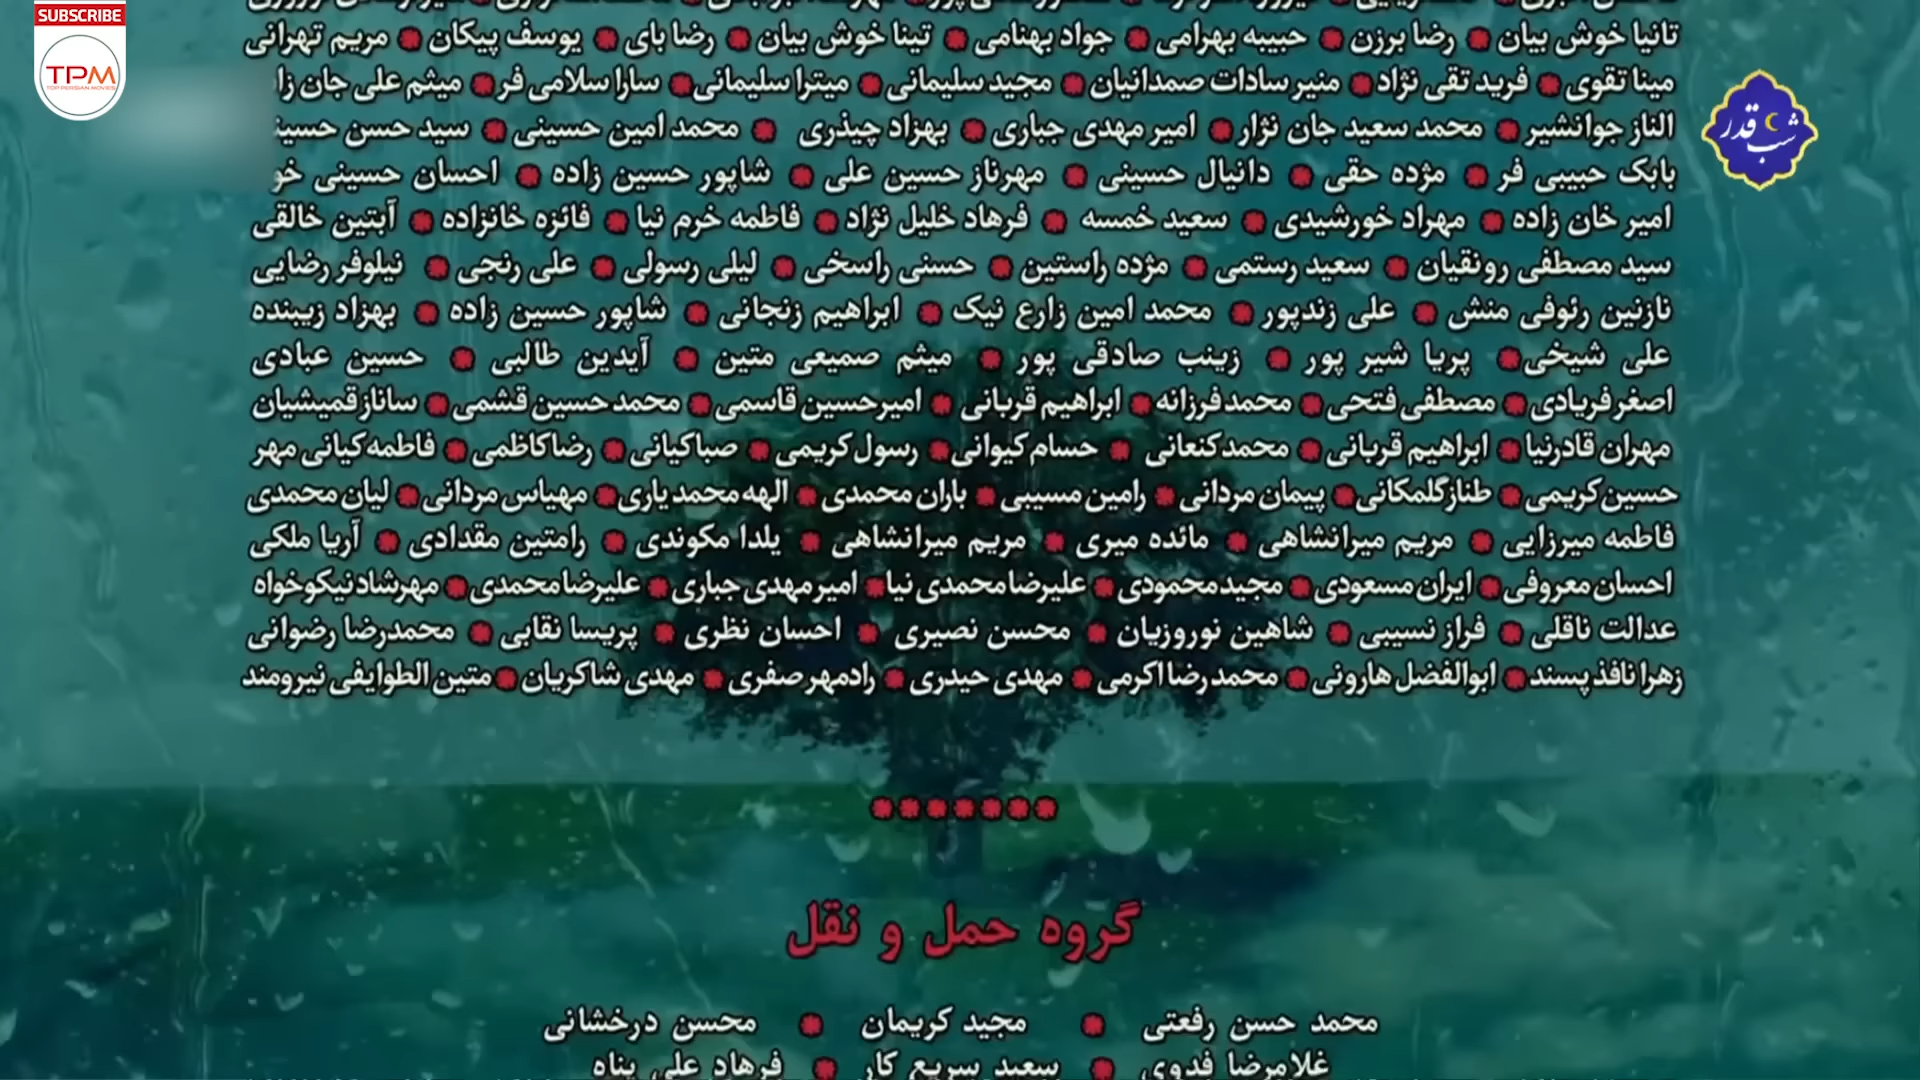 SUBSCRIBE
TPM
TOP PERSIAN MOVIES
شب قدر
تانیا خوش بیان * رضا برزن * حبیبه بهرامی * جواد بهنامی * تینا خوش بیان * رضا بای * یوسف پیکان * مریم تهرانی
مینا تقوی * فرید تقی نژاد * منیر سادات صمدانیان * مجید سلیمانی * میترا سلیمانی * سارا سلامی فر * میثم علی جان زا
الناز جوانشیر * محمد سعید جان نژار * امیر مهدی جباری * بهزاد چیذری * محمد امین حسینی * سید حسن
بابک حبیبی فر * مژده حقی * دانیال حسینی * مهرناز حسین علی * شاپور حسین زاده * احسان حسینی خو
امیر خان زاده * مهراد خورشیدی * سعید خمسه * فرهاد خلیل نژاد * فاطمه خرم نیا * فائزه خانزاده * آبتین خالقی
سید مصطفی رونقیان * سعید رستمی * مژده راستین * حسنی راسخی * لیلی رسولی * علی رنجی * نیلوفر رضایی
نازنین رئوفی منش * علی زندپور * محمد امین زارع نیک * ابراهیم زنجانی * شاپور حسین زاده * بهزاد زیبنده
علی شیخی * پریا شیر پور * زینب صادقی پور * میثم صمیعی متین * آیدین طالبی * حسین عبادی
اصغر فریادی * مصطفی فتحی * محمد فرزانه * ابراهیم قربانی * امیرحسین قاسمی * محمد حسین قشمی * ساناز قمیشیان
مهران قادرنیا * ابراهیم قربانی * محمد کنعانی * حسام کیوانی * رسول کریمی * صبا کیانی * رضا کاظمی * فاطمه کیانی مهر
حسین کریمی * طناز گلمکانی * پیمان مردانی * رامین مسیبی * باران محمدی * الهه محمد یاری * مهیاس مردانی * لیان محمدی
فاطمه میرزایی * مریم میرانشاهی * مائده میری * مریم میرانشاهی * یلدا مکوندی * رامتین مقدادی * آریا ملکی
احسان معروفی * ایران مسعودی * مجید محمودی * علیرضا محمدی نیا * امیر مهدی جباری * علیرضا محمدی * مهرشاد نیکوخواه
عدالت ناقلی * فراز نسیبی * شاهین نوروزیان * محسن نصیری * احسان نظری * پریسا نقابی * محمدرضا رضوانی
زهرا نافذ پسند * ابوالفضل هارونی * محمد رضا اکرمی * مهدی حیدری * رادمهر صفری * مهدی شاکریان * متین الطوایفی نیرومند
*******
گروه حمل و نقل
محمد حسن رفعتی * مجید کریمان * محسن درخشانی
غلامرضا فدوی * سعید سریع کار * فرهاد علی پناه